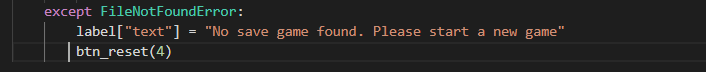 except FileNotFoundError:
label["text"] = "No save game found. Please start a new game"
btn_reset(4)